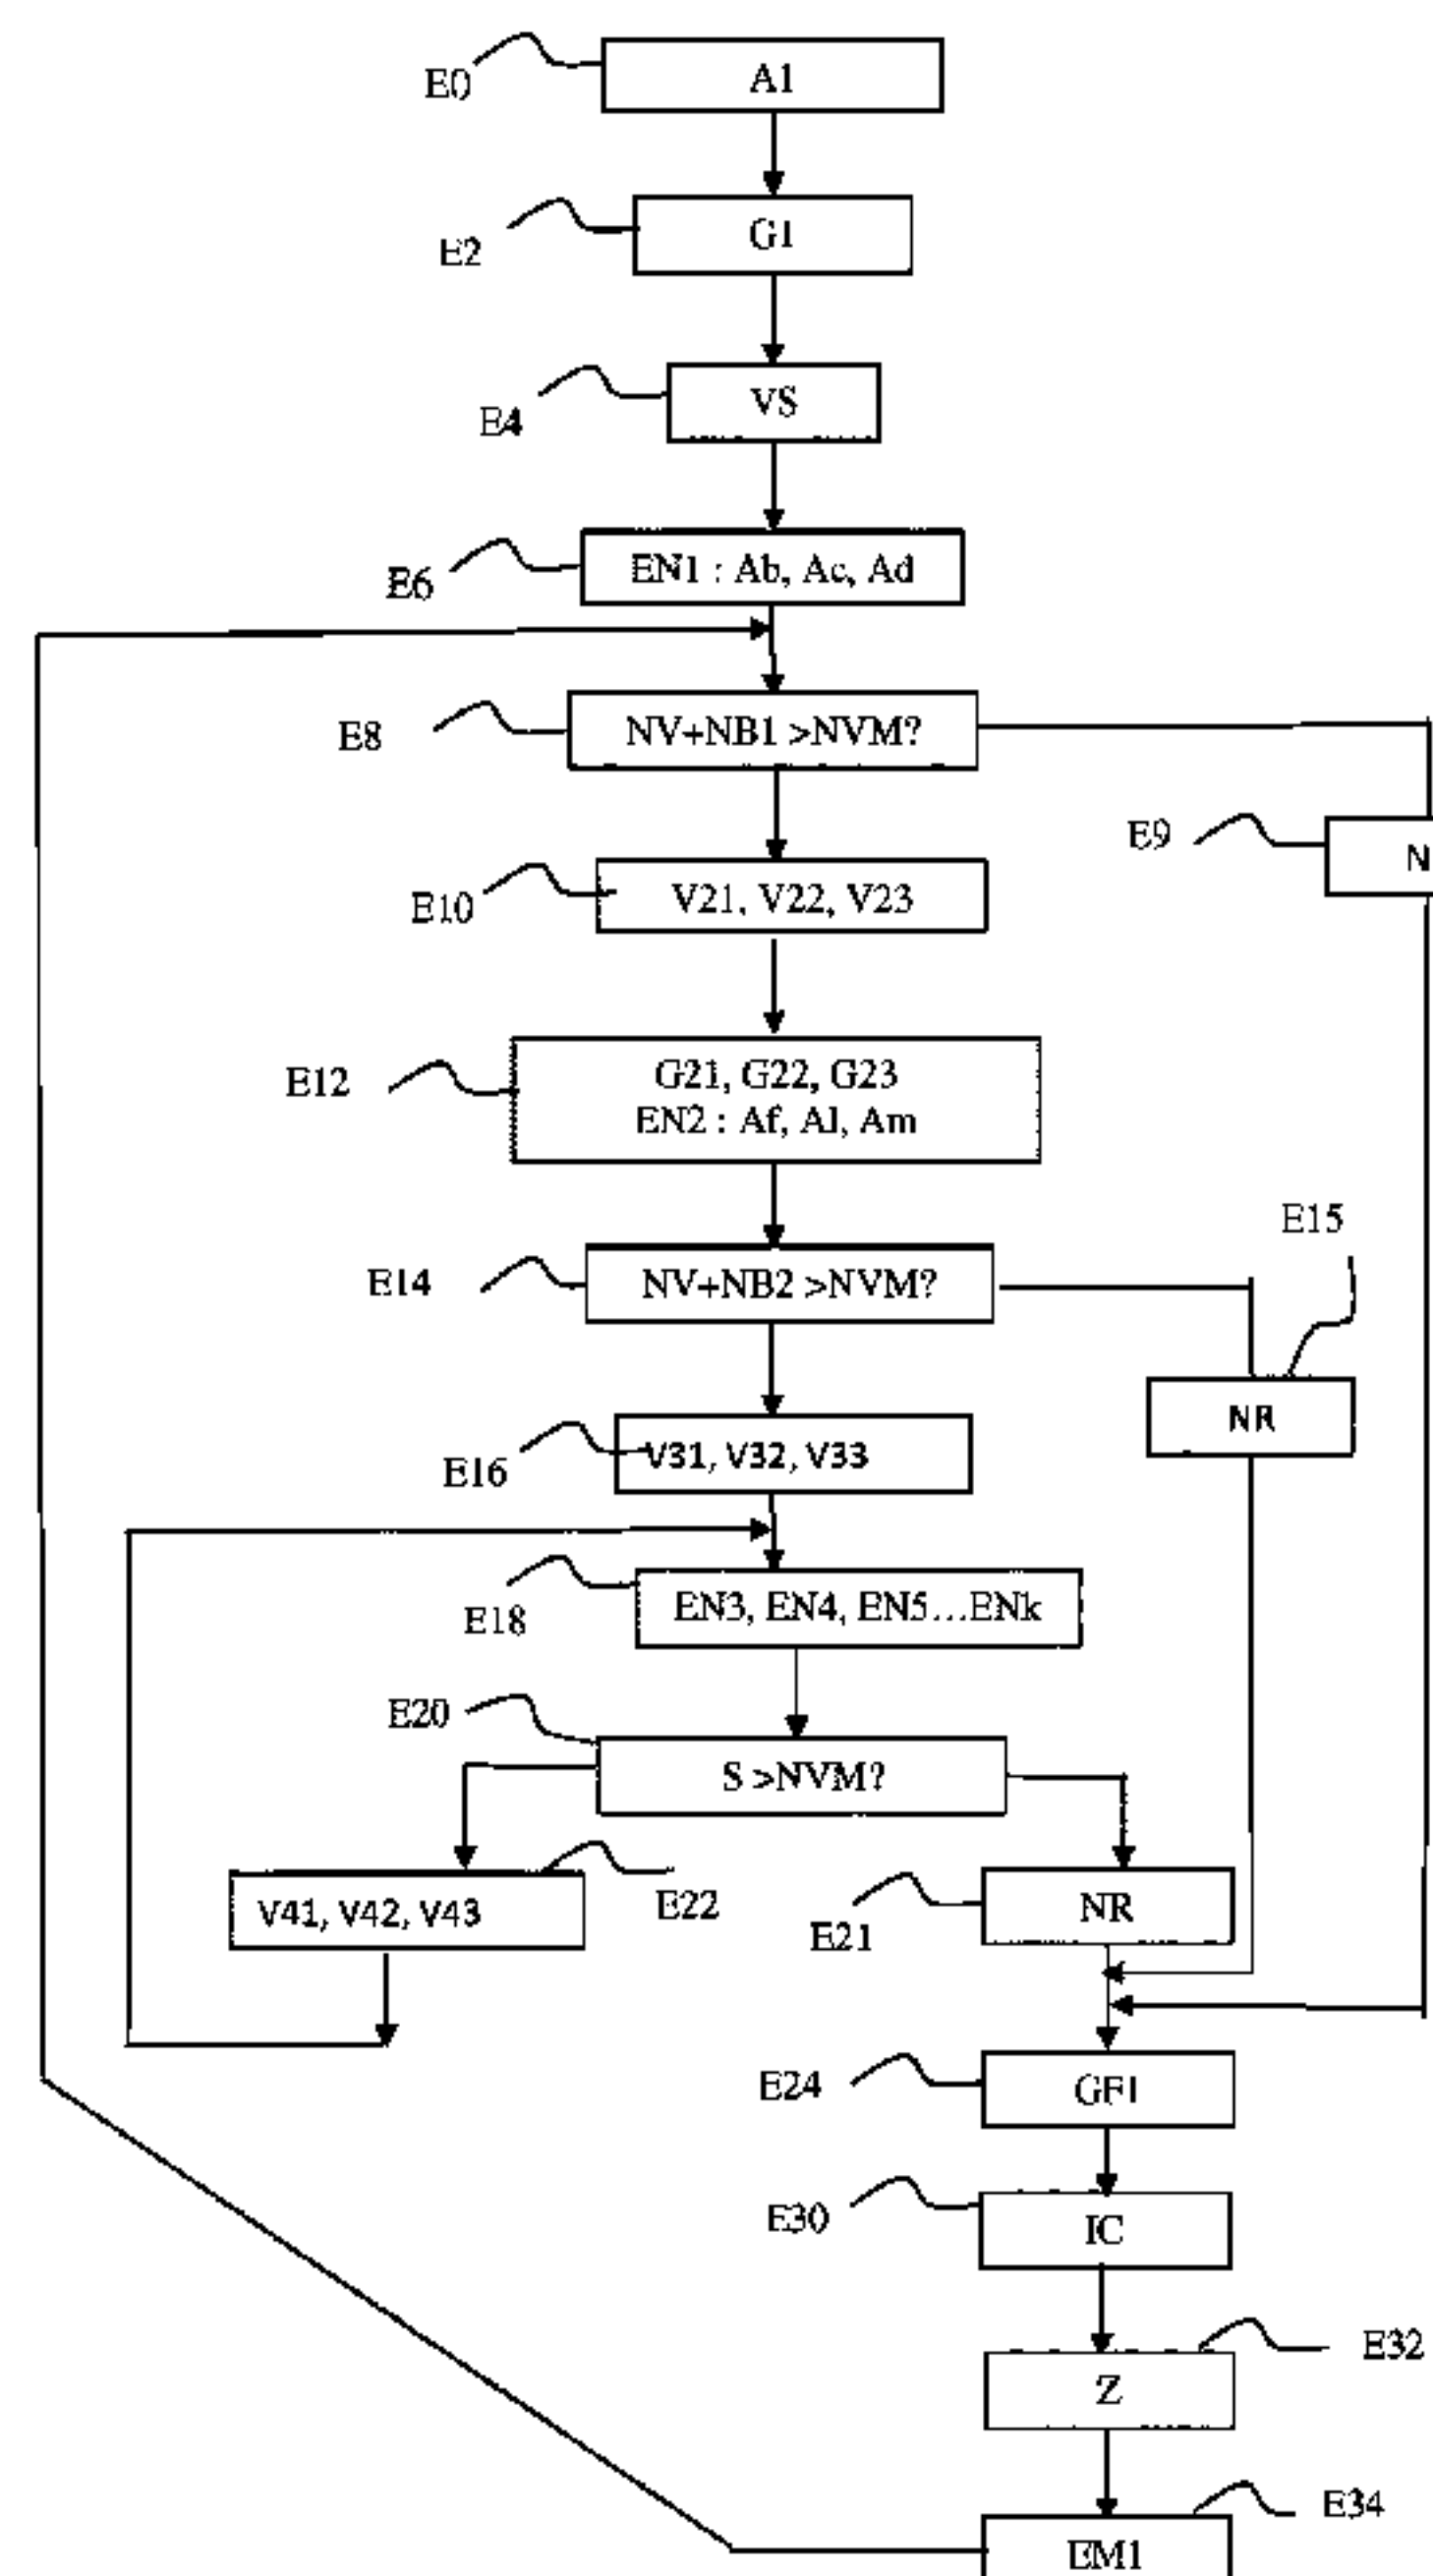 E0
A1
E2
G1
E4
VS
E6
EN1 : Ab, Ac, Ad
E8
NV+NB1 >NVM?
E9
N
E10
V21, V22, V23
E12
G21, G22, G23
EN2 : Af, Al, Am
E14
NV+NB2 >NVM?
E15
NR
E16
V31, V32, V33
E18
EN3, EN4, EN5...ENk
E20
S >NVM?
E22
V41, V42, V43
E21
NR
E24
GF1
E30
IC
E32
Z
E34
EM1